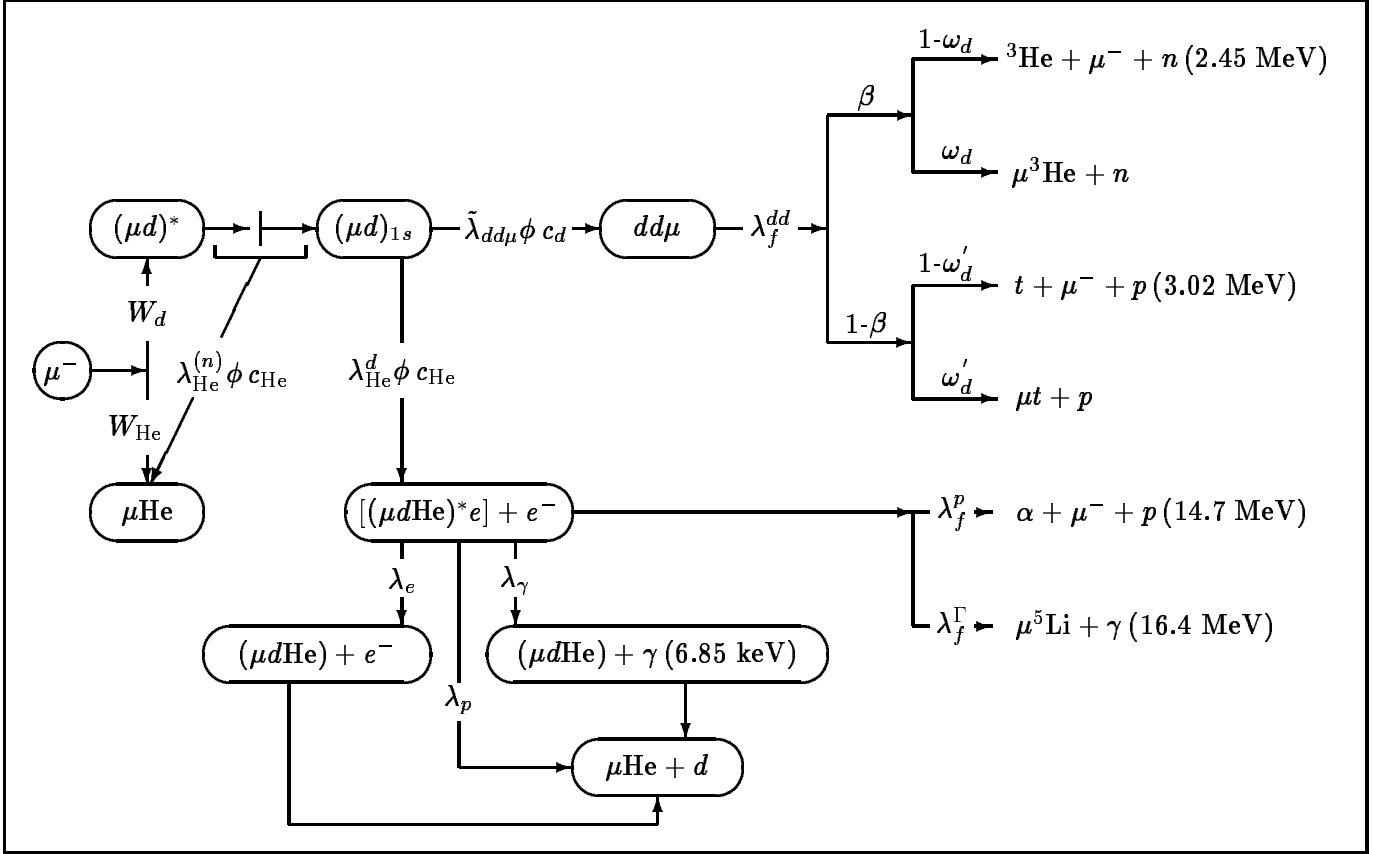 1-ω_d
³He + μ⁻ + n (2.45 MeV)
β
ω_d
μ³He + n
(μd)*
(μd)₁ₛ
λ̃_ddμ ϕ c_d
ddμ
λ_f^dd
1-ω'_d
t + μ⁻ + p (3.02 MeV)
W_d
1-β
μ⁻
λ_He^(n) ϕ c_He
λ_He^d ϕ c_He
ω'_d
μt + p
W_He
μHe
[(μdHe)*e] + e⁻
λ_f^p
α + μ⁻ + p (14.7 MeV)
λ_e
λ_γ
λ_f^Γ
μ⁵Li + γ (16.4 MeV)
(μdHe) + e⁻
(μdHe) + γ (6.85 keV)
λ_p
μHe + d